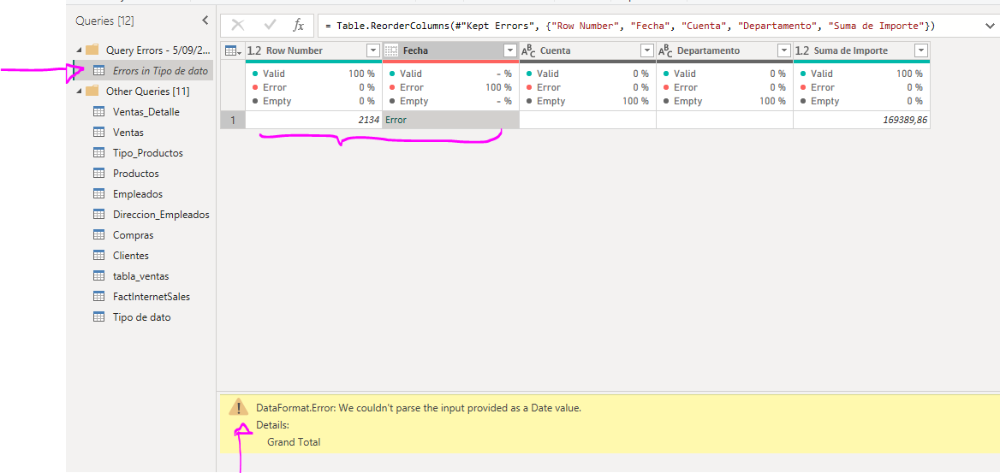 Queries [12]
= Table.ReorderColumns(#"Kept Errors", {"Row Number", "Fecha", "Cuenta", "Departamento", "Suma de Importe"})
Query Errors - 5/09/2...
Errors in Tipo de dato
Other Queries [11]
Ventas_Detalle
Ventas
Tipo_Productos
Productos
Empleados
Direccion_Empleados
Compras
Clientes
tabla_ventas
FactInternetSales
Tipo de dato
1.2 Row Number Fecha ABC Cuenta ABC Departamento 1.2 Suma de Importe
Valid 100 % Valid - % Valid 0 % Valid 0 % Valid 100 %
Error 0 % Error 100 % Error 0 % Error 0 % Error 0 %
Empty 0 % Empty - % Empty 100 % Empty 100 % Empty 0 %
1 2134 Error 169389,86
DataFormat.Error: We couldn't parse the input provided as a Date value.
Details:
Grand Total